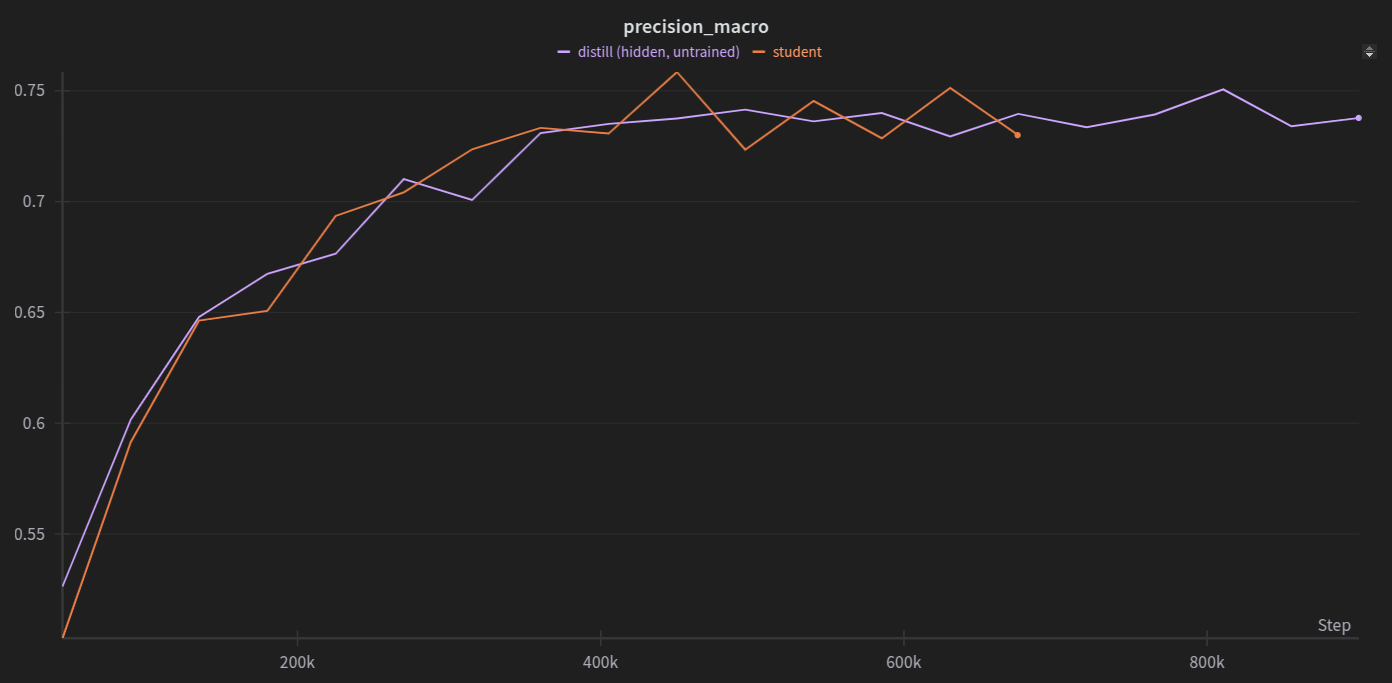 precision_macro
distill (hidden, untrained) student
0.75
0.7
0.65
0.6
0.55
Step
200k 400k 600k 800k